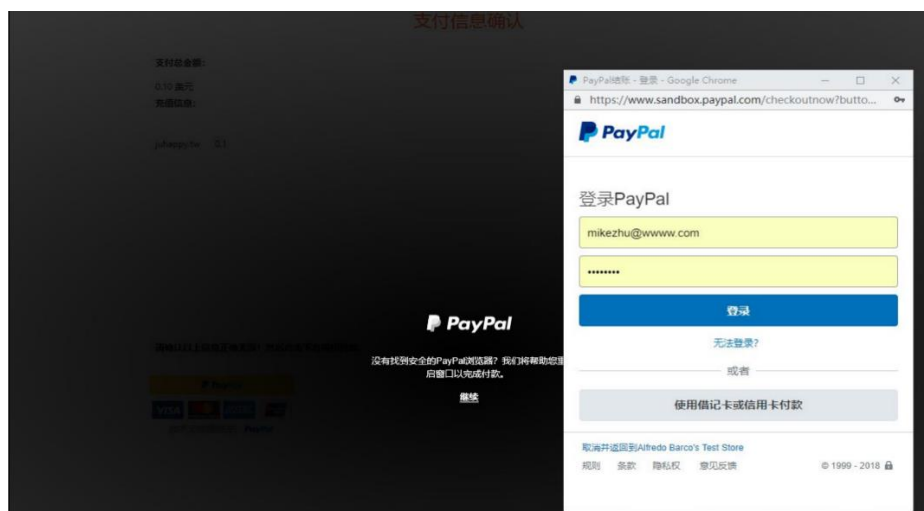 支付信息确认
支付总金额:
0.30 美元
充值信息:
PayPal
没有找到安全的PayPal浏览器？我们将帮助您重
启窗口以完成付款。
继续
PayPal
VISA
PayPal结账 - 登录 - Google Chrome
https://www.sandbox.paypal.com/checkoutnow?butto...
PayPal
登录PayPal
mikezhu@wwww.com
••••••••
登录
无法登录?
或者
使用借记卡或信用卡付款
取消并返回到Alfredo Barco's Test Store
规则 条款 隐私权 意见反馈 © 1999 - 2018